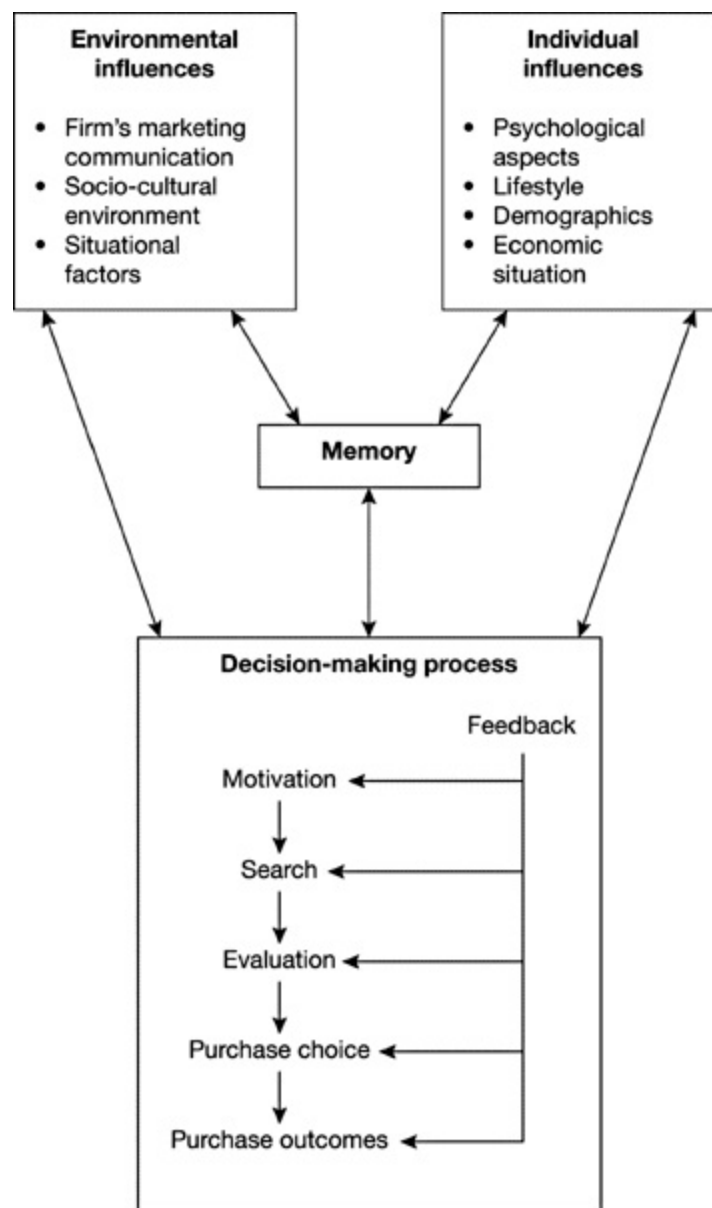 Environmental
influences
• Firm's marketing
communication
• Socio-cultural
environment
• Situational
factors
Individual
influences
• Psychological
aspects
• Lifestyle
• Demographics
• Economic
situation
Memory
Decision-making process
Feedback
Motivation
Search
Evaluation
Purchase choice
Purchase outcomes